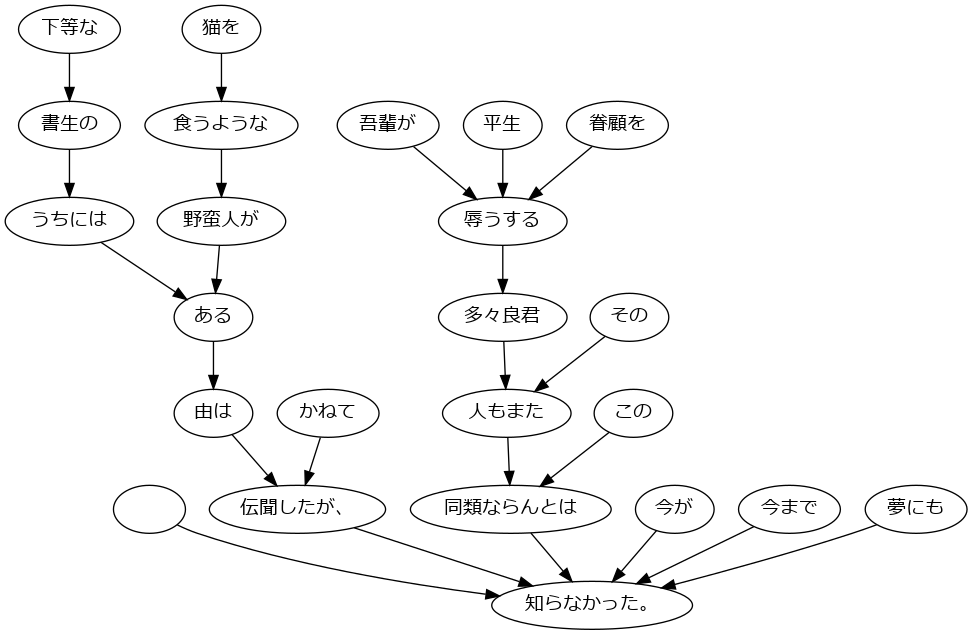 下等な
猫を
書生の
食うような
吾輩が
平生
眷顧を
うちには
野蛮人が
辱うする
ある
多々良君
その
由は
かねて
人もまた
この
伝聞したが、
同類ならんとは
今が
今まで
夢にも
知らなかった。